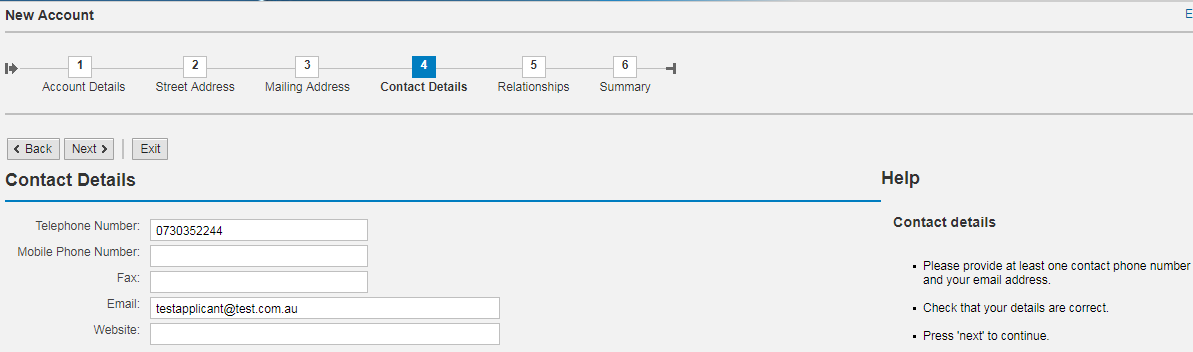 New Account
E
1 2 3 4 5 6
Account Details Street Address Mailing Address Contact Details Relationships Summary
Back Next Exit
Contact Details
Telephone Number: 0730352244
Mobile Phone Number:
Fax:
Email: testapplicant@test.com.au
Website:
Help
Contact details
Please provide at least one contact phone number
and your email address.
Check that your details are correct.
Press 'next' to continue.